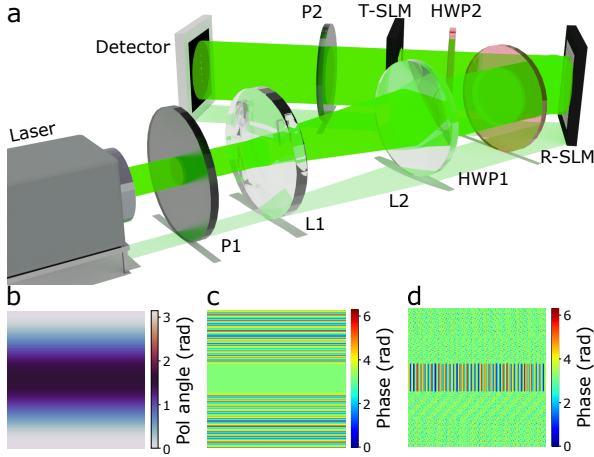 a
Detector
P2
T-SLM
HWP2
Laser
R-SLM
HWP1
L2
L1
P1
b
3
2
1
0
Pol angle (rad)
c
6
4
2
0
Phase (rad)
d
6
4
2
0
Phase (rad)